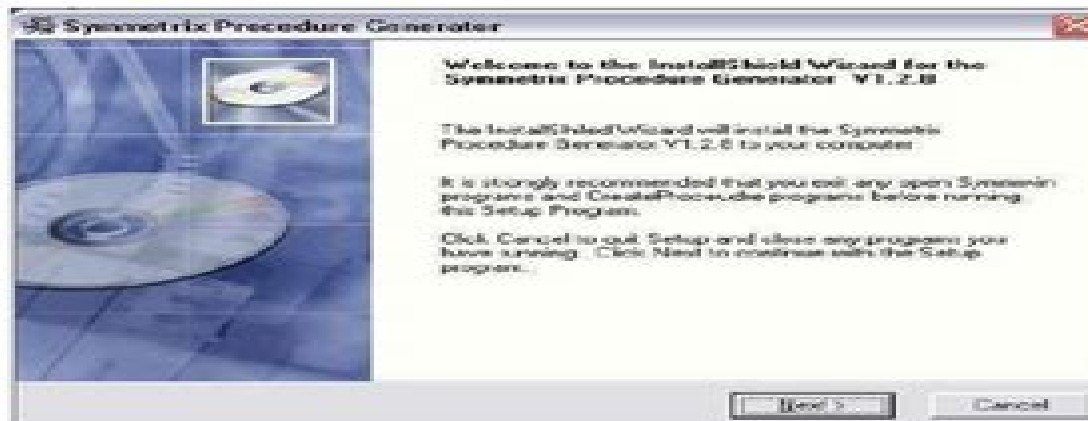 Symmetrix Procedure Generator
Welcome to the InstallShield Wizard for the
Symmetrix Procedure Generator V1.2.8
The InstallShiled Wizard will install the Symmetrix
Procedure Generator V1.2.8 to your computer
It is strongly recommended that you exit any open Symmwin
programs and CreateProceudre programs before running
this Setup Program.
Click Cancel to quit Setup and close any programs you
have running. Click Next to continue with the Setup
program.
Next >
Cancel